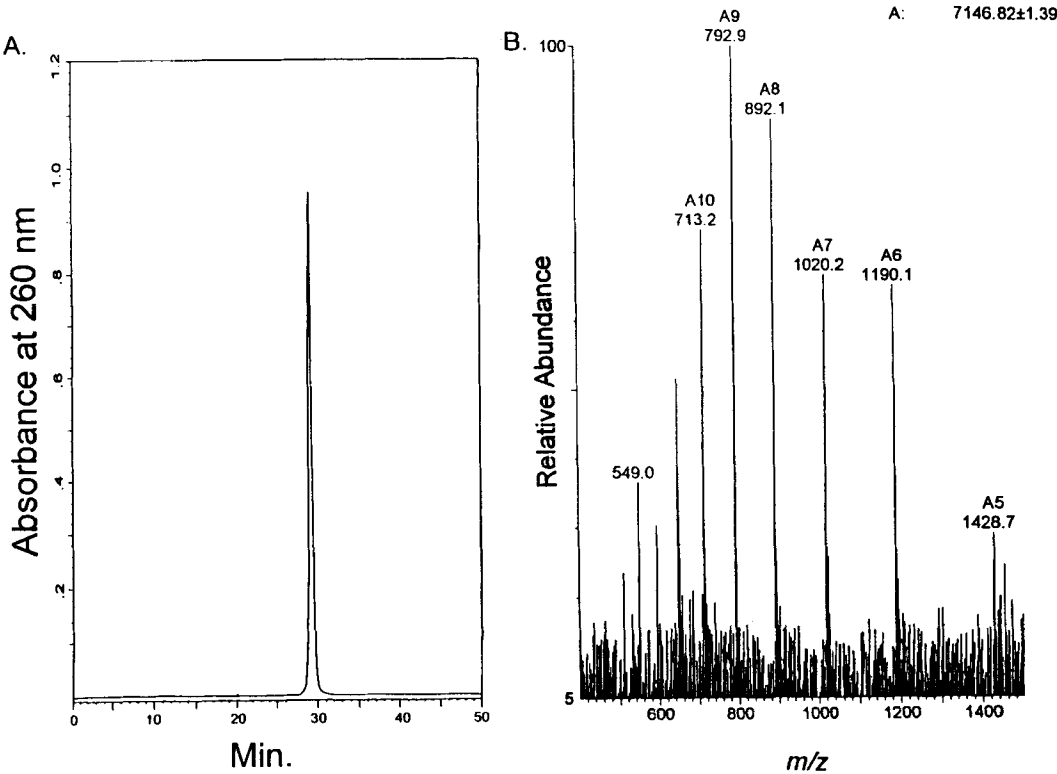 A.
1.2
1.0
.8
.6
.4
.2
Absorbance at 260 nm
0 10 20 30 40 50
Min.
B.
A: 7146.82±1.39
100
5
Relative Abundance
A9
792.9
A8
892.1
A10
713.2
A7
1020.2
A6
1190.1
549.0
A5
1428.7
600 800 1000 1200 1400
m/z